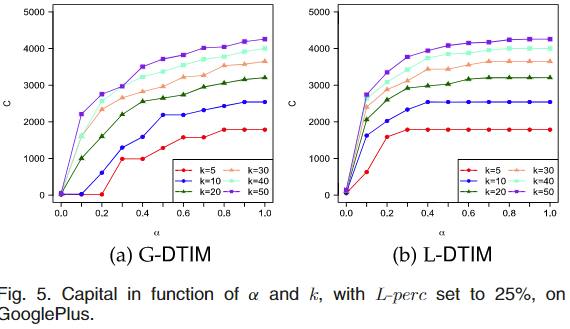 5000
4000
3000
2000
1000
0
C
0.0 0.2 0.4 0.6 0.8 1.0
α
k=5 k=30
k=10 k=40
k=20 k=50
(a) G-DTIM
5000
4000
3000
2000
1000
0
C
0.0 0.2 0.4 0.6 0.8 1.0
α
k=5 k=30
k=10 k=40
k=20 k=50
(b) L-DTIM
Fig. 5. Capital in function of α and k, with L-perc set to 25%, on
GooglePlus.